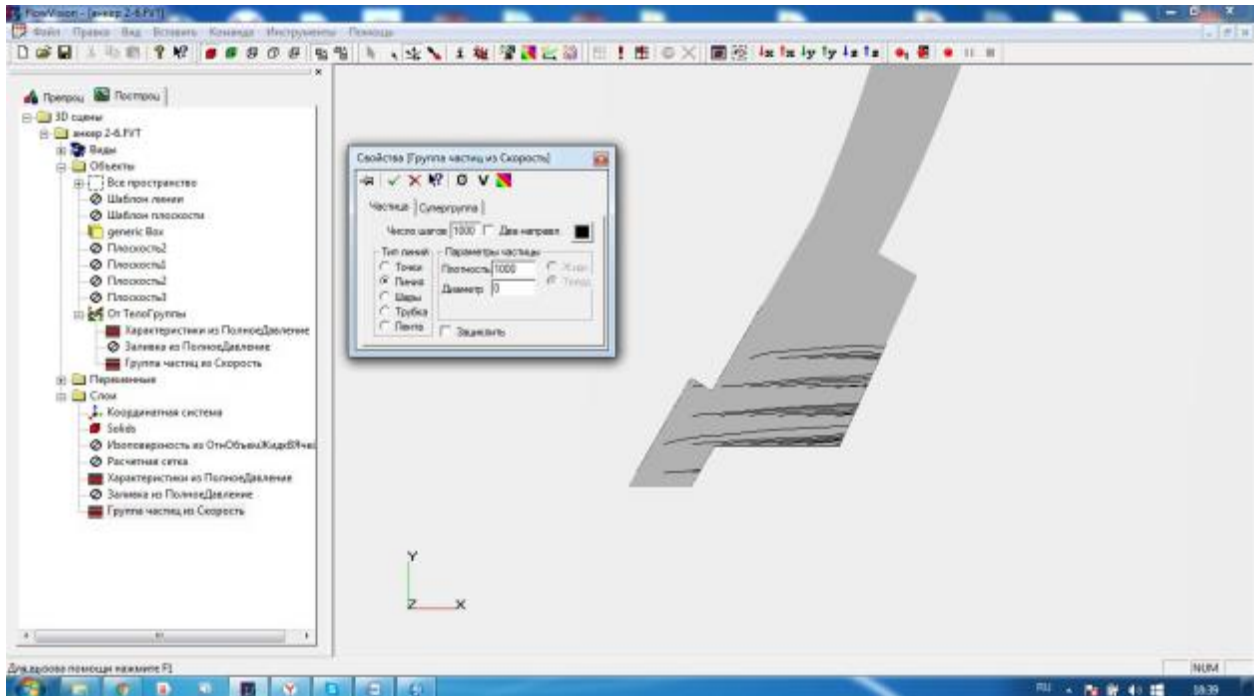 FlowVision - [анкер 2-6.FVT]
Файл Правка Вид Вставить Команда Инструменты Помощь
Препроц Постпроц
3D сцены
анкер 2-6.FVT
Виды
Объекты
Все пространство
Шаблон линии
Шаблон плоскости
generic Box
Плоскость2
Плоскость1
Плоскость2
Плоскость3
От ТелоГруппы
Характеристики из ПолноеДавление
Заливка из ПолноеДавление
Группа частиц из Скорость
Переменные
Слои
Координатная система
Solids
Изоповерхность из ОтнОбъемЖидкВЯче
Расчетная сетка
Характеристики из ПолноеДавление
Заливка из ПолноеДавление
Группа частиц из Скорость
Свойства [Группа частиц из Скорость]
Частица Супергруппа
Число шагов 1000 Два направл.
Тип линий Параметры частицы
Точки Плотность 1000
Линия Диаметр 0
Шары
Трубка
Лента Зациклить
Y
Z X
Для вызова помощи нажмите F1
NUM
RU 18:39